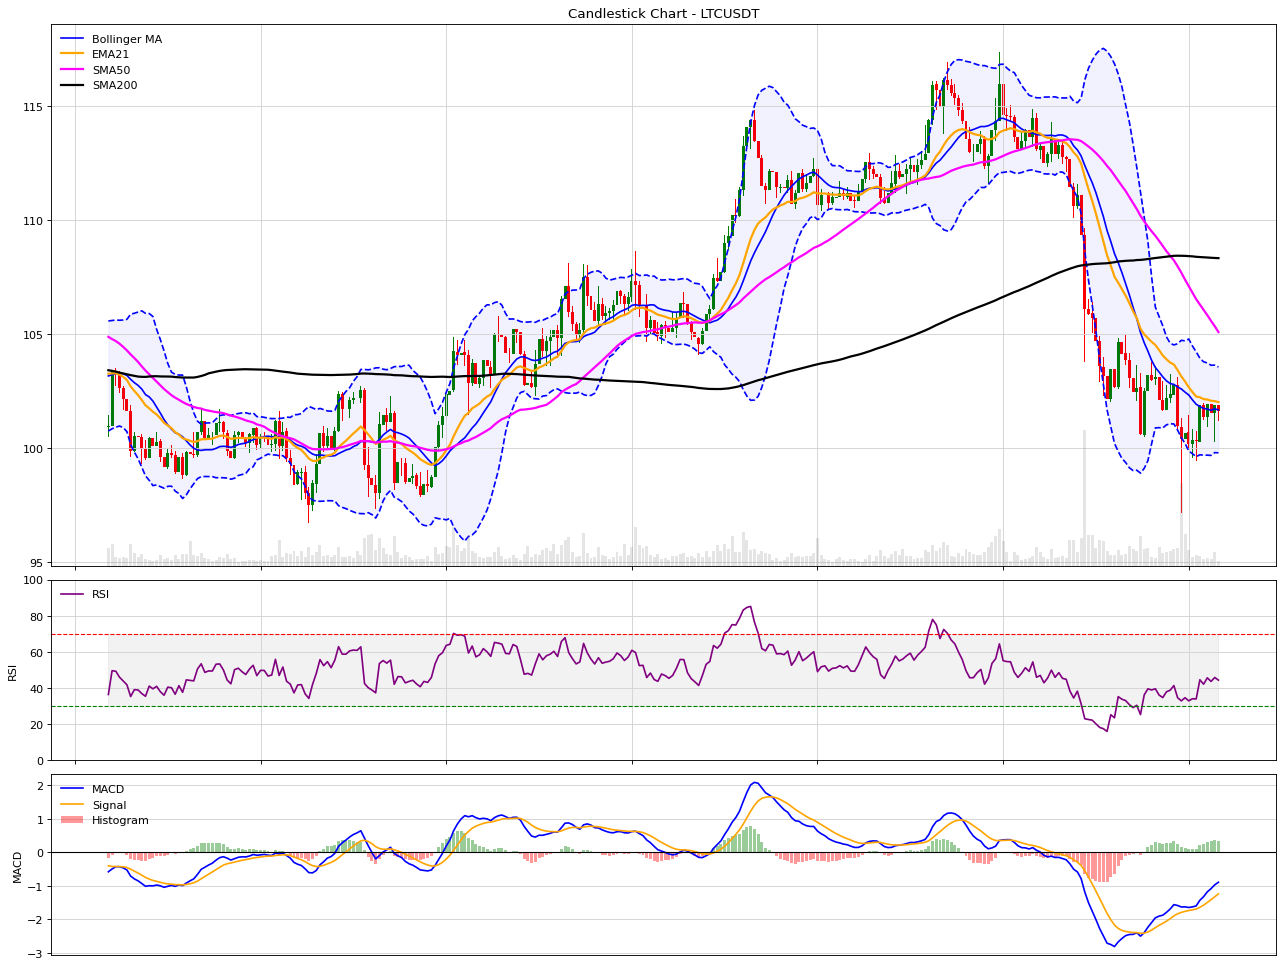 Candlestick Chart - LTCUSDT
Bollinger MA
EMA21
SMA50
SMA200
115
110
105
100
95
RSI
100
80
60
40
20
0
RSI
MACD
Signal
Histogram
2
1
0
−1
−2
−3
MACD